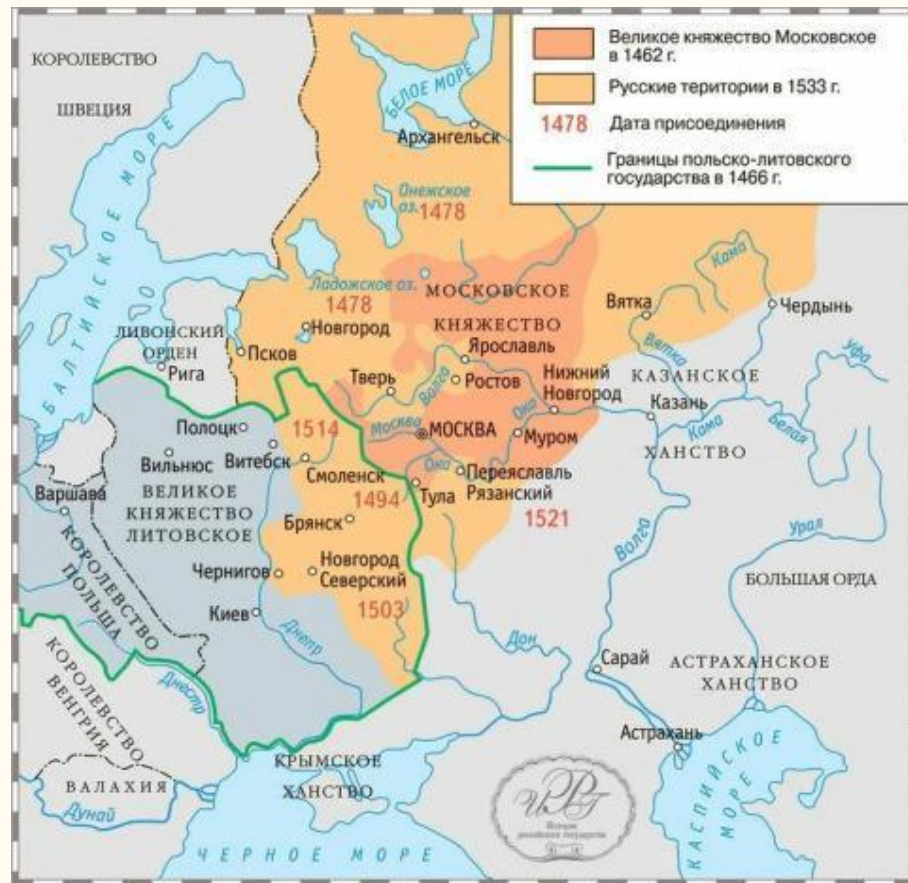 Великое княжество Московское
в 1462 г.
Русские територии в 1533 г.
1478
Дата присоединения
Границы польско-литовского
государства в 1466 г.
КОРОЛЕВСТВО
ШВЕЦИЯ
БЕЛОЕ МОРЕ
Архангельск
Онежское
оз.
1478
БАЛТИЙСКОЕ МОРЕ
Ладожское оз.
1478
Новгород
МОСКОВСКОЕ
КНЯЖЕСТВО
Кама
Вятка
Чердынь
Вятка
ЛИВОНСКИЙ
ОРДЕН
Рига
Псков
Ярославль
Тверь
Волга
Ростов
Нижний
Новгород
КАЗАНСКОЕ
ХАНСТВО
Казань
Кама
Белая
Уфа
Полоцк
1514
Москва
МОСКВА
Ока
Муром
Вильнюс
Витебск
Смоленск
Ока
Переяславль
Рязанский
Варшава
ВЕЛИКОЕ
КНЯЖЕСТВО
ЛИТОВСКОЕ
1494
Тула
1521
Брянск
Волга
Урал
КОРОЛЕВСТВО
ПОЛЬША
Чернигов
Новгород
Северский
БОЛЬШАЯ ОРДА
1503
Киев
Днепр
Дон
Сарай
АСТРАХАНСКОЕ
ХАНСТВО
КОРОЛЕВСТВО
ВЕНГРИЯ
Днестр
Астрахань
КРЫМСКОЕ
ХАНСТВО
ВАЛАХИЯ
Дунай
КАСПИЙСКОЕ
МОРЕ
ИРГ
История
российского государства
ЧЕРНОЕ МОРЕ